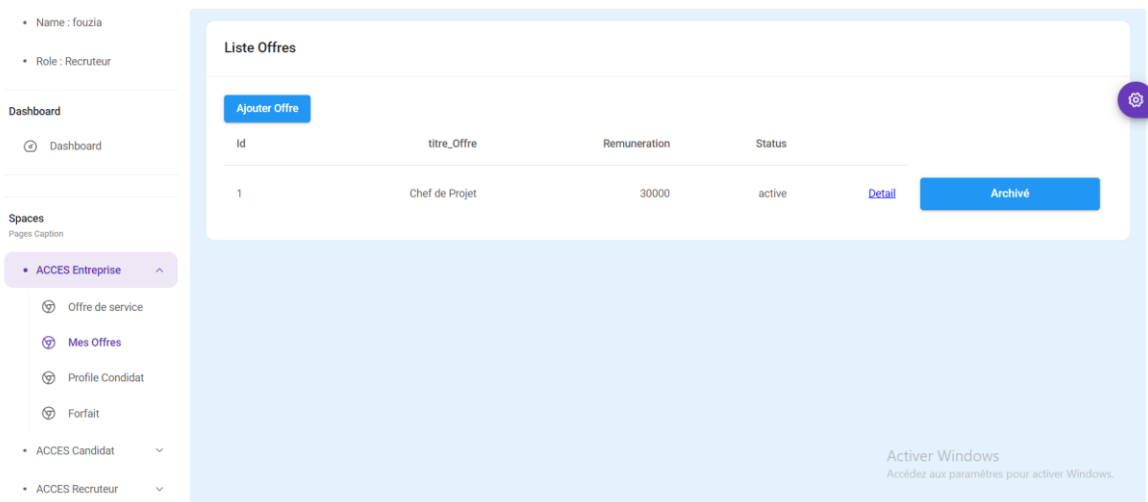 Name : fouzia
Role : Recruteur
Dashboard
Dashboard
Spaces
Pages Caption
ACCES Entreprise
Offre de service
Mes Offres
Profile Condidat
Forfait
ACCES Candidat
ACCES Recruteur
Liste Offres
Ajouter Offre
Id titre_Offre Remuneration Status
1 Chef de Projet 30000 active Detail Archivé
Activer Windows
Accédez aux paramètres pour activer Windows.